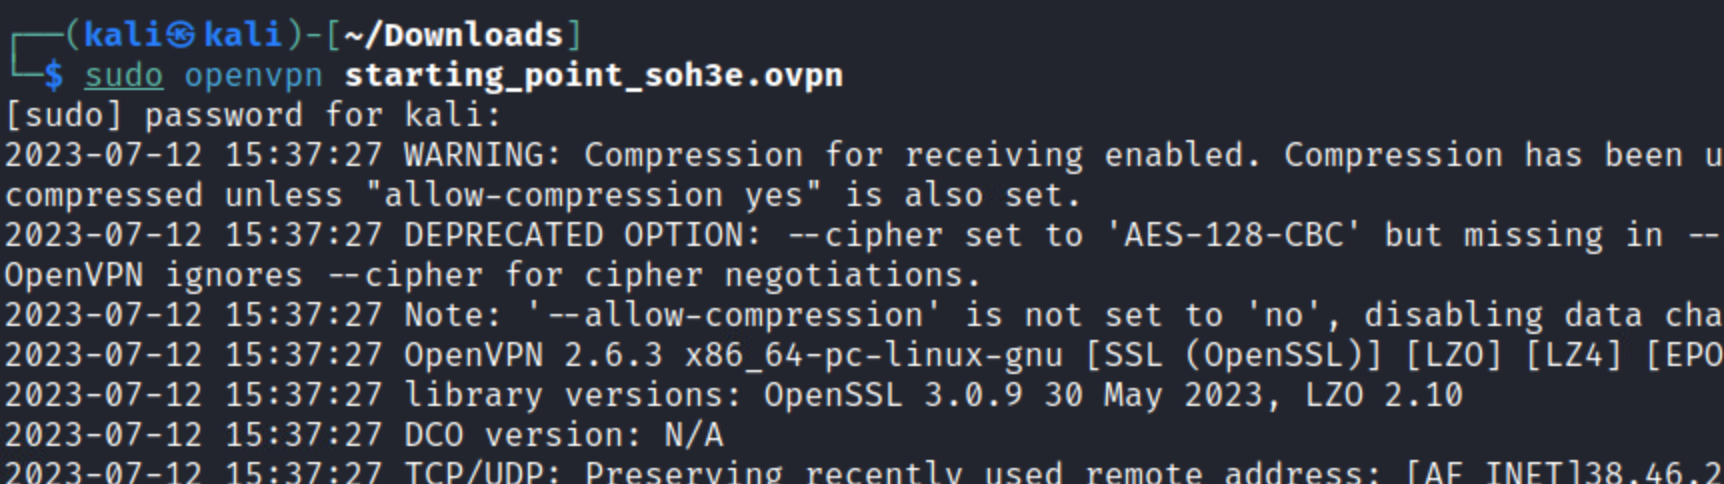 ┌──(kali㉿kali)-[~/Downloads]
└─$ sudo openvpn starting_point_soh3e.ovpn
[sudo] password for kali:
2023-07-12 15:37:27 WARNING: Compression for receiving enabled. Compression has been u
compressed unless "allow-compression yes" is also set.
2023-07-12 15:37:27 DEPRECATED OPTION: --cipher set to 'AES-128-CBC' but missing in --
OpenVPN ignores --cipher for cipher negotiations.
2023-07-12 15:37:27 Note: '--allow-compression' is not set to 'no', disabling data cha
2023-07-12 15:37:27 OpenVPN 2.6.3 x86_64-pc-linux-gnu [SSL (OpenSSL)] [LZO] [LZ4] [EPO
2023-07-12 15:37:27 library versions: OpenSSL 3.0.9 30 May 2023, LZO 2.10
2023-07-12 15:37:27 DCO version: N/A
2023-07-12 15:37:27 TCP/UDP: Preserving recently used remote address: [AF_INET]38.46.2